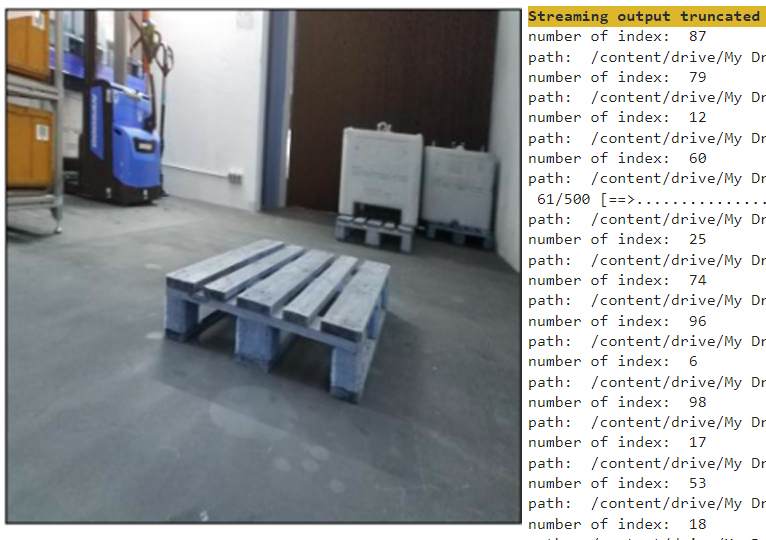 Streaming output truncated
number of index:  87
path:  /content/drive/My Dr
number of index:  79
path:  /content/drive/My Dr
number of index:  12
path:  /content/drive/My Dr
number of index:  60
path:  /content/drive/My Dr
 61/500 [==>...............
path:  /content/drive/My Dr
number of index:  25
path:  /content/drive/My Dr
number of index:  74
path:  /content/drive/My Dr
number of index:  96
path:  /content/drive/My Dr
number of index:  6
path:  /content/drive/My Dr
number of index:  98
path:  /content/drive/My Dr
number of index:  17
path:  /content/drive/My Dr
number of index:  53
path:  /content/drive/My Dr
number of index:  18